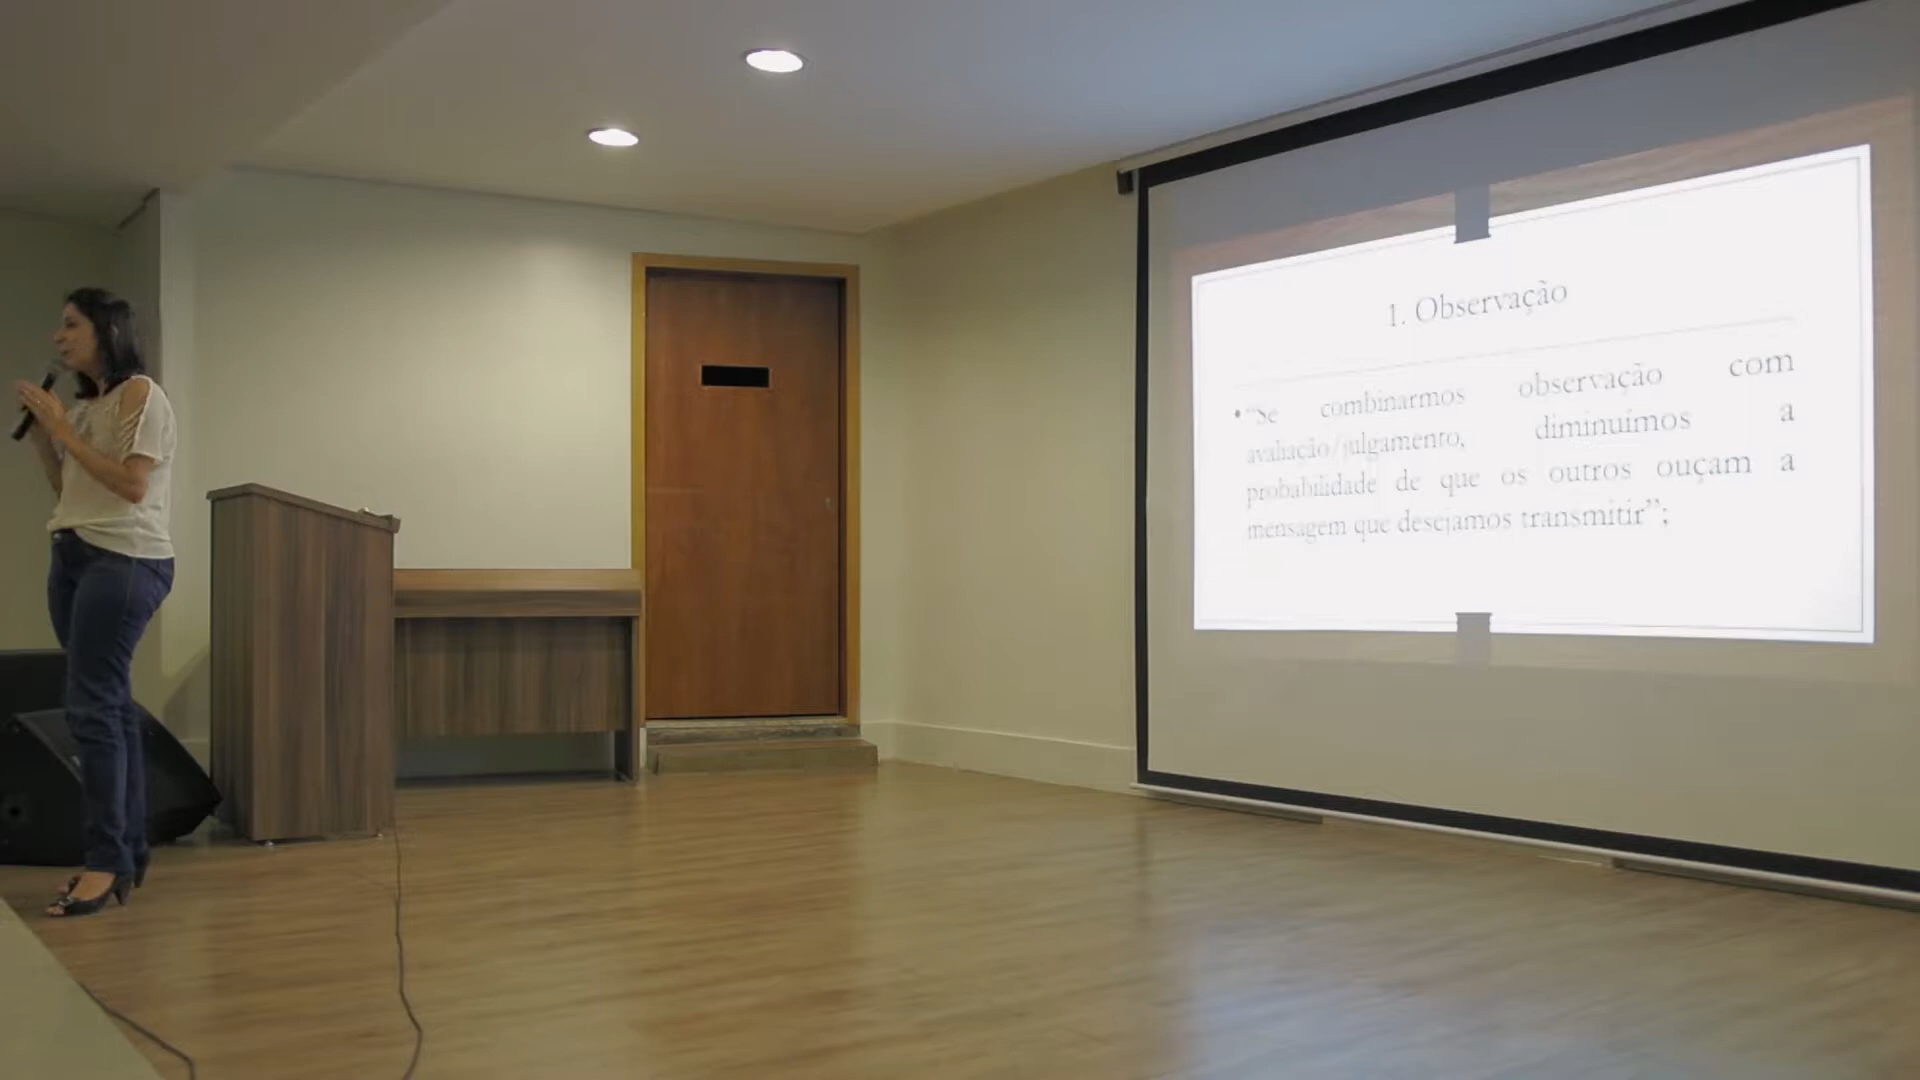 1. Observação
• “Se combinarmos observação com
avaliação/julgamento, diminuímos a
probabilidade de que os outros ouçam a
mensagem que desejamos transmitir”;